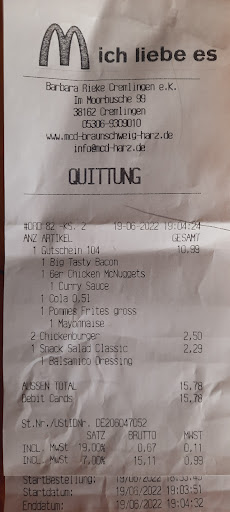 M ich liebe es
Barbara Rieke Cremlingen e.K.
Im Moorbusche 99
38162 Cremlingen
05306-9309010
www.mcd-braunschweig-harz.de
info@mcd-harz.de
QUITTUNG
#ORD 82 -KS. 2 19-06-2022 19:04:24
ANZ ARTIKEL GESAMT
1 Gutschein 104 10,99
1 Big Tasty Bacon
1 6er Chicken McNuggets
1 Curry Sauce
1 Cola 0,5l
1 Pommes Frites gross
1 Mayonnaise
2 Chickenburger 2,50
1 Snack Salad Classic 2,29
1 Balsamico Dressing
AUSSEN TOTAL 15,78
Debit Cards 15,78
St.Nr./UStIDNr. DE206047052
SATZ BRUTTO MWST
INCL. MwSt 19.00% 0,67 0,11
INCL. MwSt 7.00% 15,11 0,99
StartBestellung: 19/06/2022
Startdatum: 19/06/2022 19:03:51
Enddatum: 19/06/2022 19:04:32